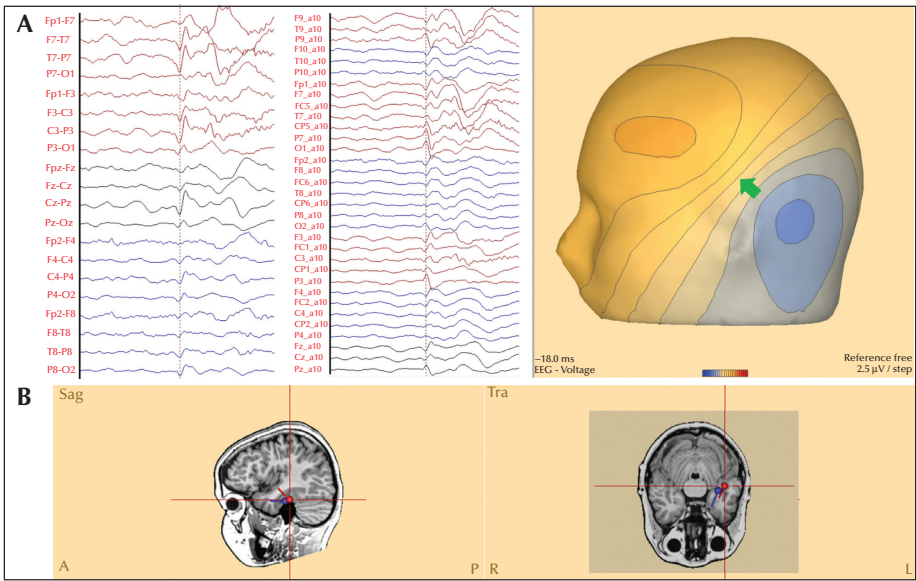 A
Fp1-F7
F7-T7
T7-P7
P7-O1
Fp1-F3
F3-C3
C3-P3
P3-O1
Fpz-Fz
Fz-Cz
Cz-Pz
Pz-Oz
Fp2-F4
F4-C4
C4-P4
P4-O2
Fp2-F8
F8-T8
T8-P8
P8-O2
F9_a10
T9_a10
P9_a10
F10_a10
T10_a10
P10_a10
Fp1_a10
F7_a10
FC5_a10
T7_a10
CP5_a10
P7_a10
O1_a10
Fp2_a10
F8_a10
FC6_a10
T8_a10
CP6_a10
P8_a10
O2_a10
F3_a10
FC1_a10
C3_a10
CP1_a10
P3_a10
F4_a10
FC2_a10
C4_a10
CP2_a10
P4_a10
Fz_a10
Cz_a10
Pz_a10
−18.0 ms
EEG - Voltage
Reference free
2.5 µV / step
B
Sag
A
P
Tra
R
L